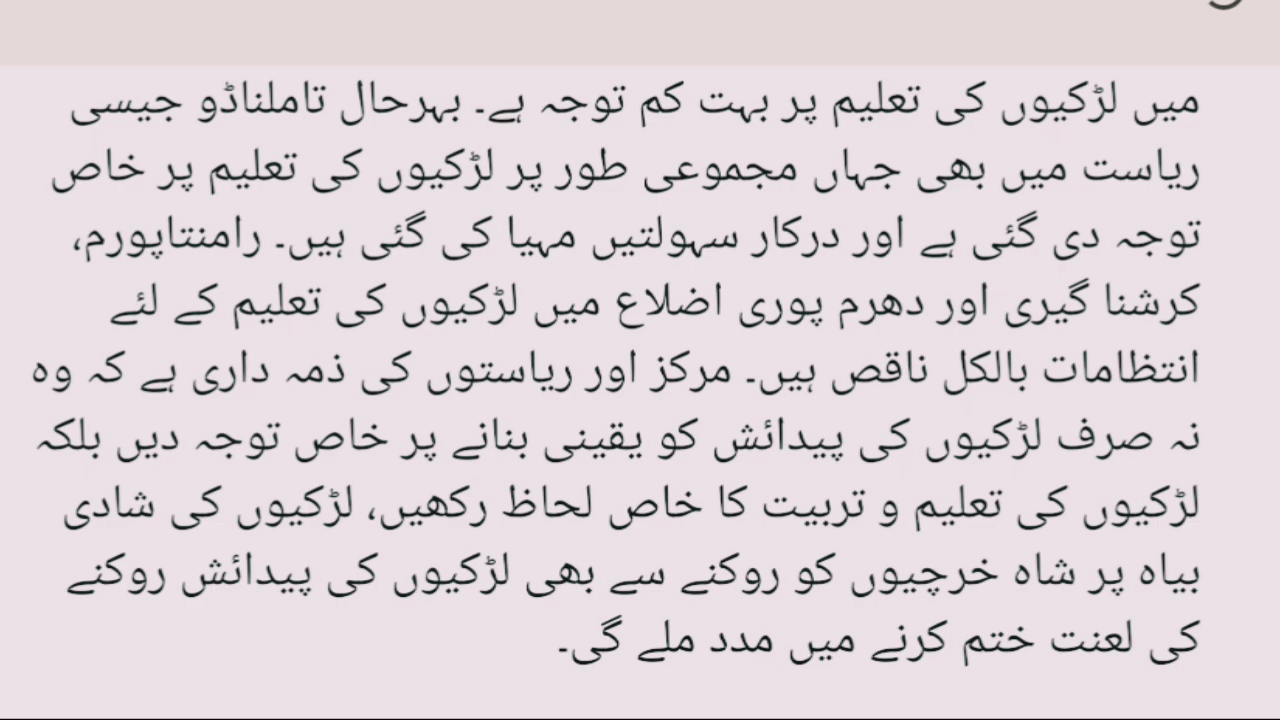 میں لڑکیوں کی تعلیم پر بہت کم توجہ ہے۔ بہرحال تاملناڈو جیسی
ریاست میں بھی جہاں مجموعی طور پر لڑکیوں کی تعلیم پر خاص
توجہ دی گئی ہے اور درکار سہولتیں مہیا کی گئی ہیں۔ رامنتاپورم،
کرشنا گیری اور دھرم پوری اضلاع میں لڑکیوں کی تعلیم کے لئے
انتظامات بالکل ناقص ہیں۔ مرکز اور ریاستوں کی ذمہ داری ہے کہ وہ
نہ صرف لڑکیوں کی پیدائش کو یقینی بنانے پر خاص توجہ دیں بلکہ
لڑکیوں کی تعلیم و تربیت کا خاص لحاظ رکھیں، لڑکیوں کی شادی
بیاہ پر شاہ خرچیوں کو روکنے سے بھی لڑکیوں کی پیدائش روکنے
کی لعنت ختم کرنے میں مدد ملے گی۔